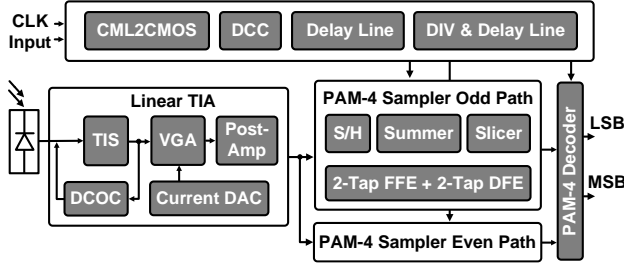 CLK
Input
CML2CMOS
DCC
Delay Line
DIV & Delay Line
Linear TIA
TIS
VGA
Post-
Amp
DCOC
Current DAC
PAM-4 Sampler Odd Path
S/H
Summer
Slicer
2-Tap FFE + 2-Tap DFE
PAM-4 Sampler Even Path
PAM-4 Decoder
LSB
MSB